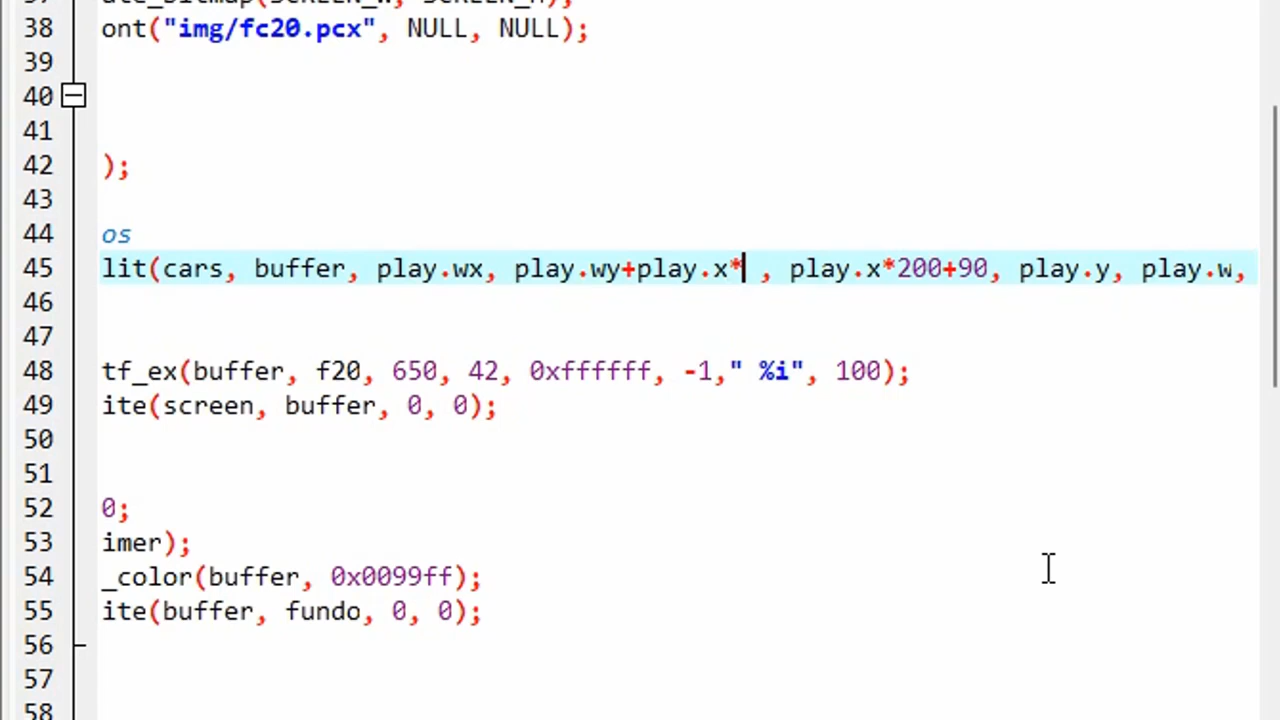 38 ont("img/fc20.pcx", NULL, NULL);
39
40
41
42 );
43
44 os
45 lit(cars, buffer, play.wx, play.wy+play.x* , play.x*200+90, play.y, play.w,
46
47
48 tf_ex(buffer, f20, 650, 42, 0xffffff, -1," %i", 100);
49 ite(screen, buffer, 0, 0);
50
51
52 0;
53 imer);
54 _color(buffer, 0x0099ff);
55 ite(buffer, fundo, 0, 0);
56
57
58